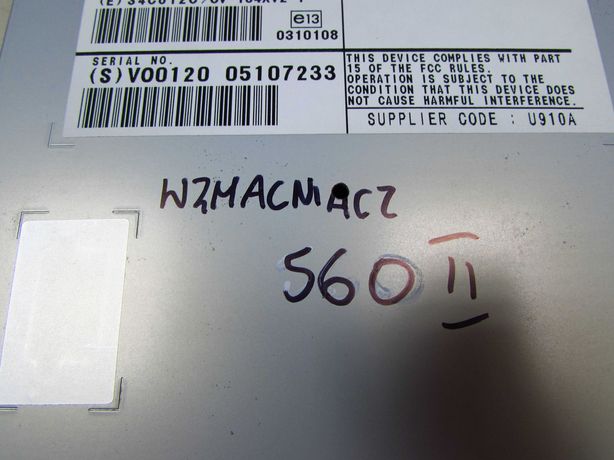 e13
0310108
SERIAL NO.
(S)V00120 05107233
THIS DEVICE COMPLIES WITH PART
15 OF THE FCC RULES.
OPERATION IS SUBJECT TO THE
CONDITION THAT THIS DEVICE DOES
NOT CAUSE HARMFUL INTERFERENCE.
SUPPLIER CODE : U910A
WZMACNIACZ
560 II